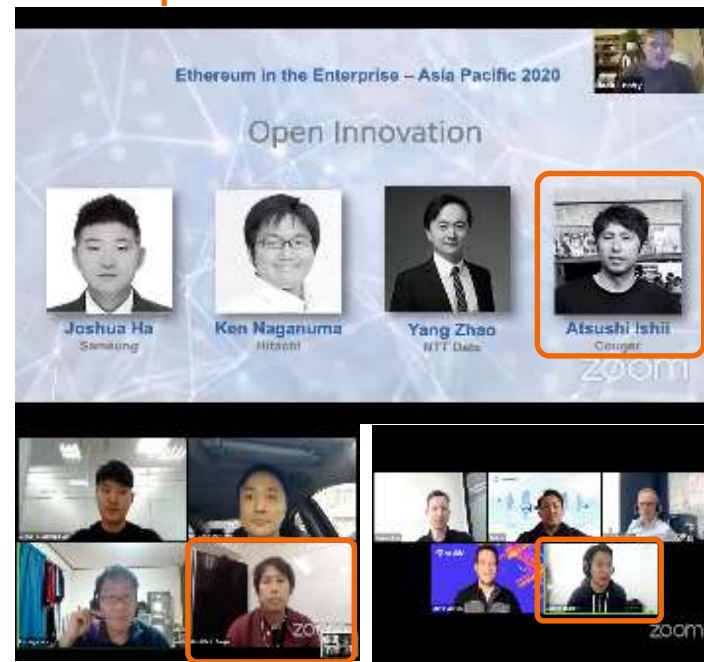 Ethereum in the Enterprise – Asia Pacific 2020
Open Innovation
Joshua Ha
Samsung
Ken Naganuma
Hitachi
Yang Zhao
NTT Data
Atsushi Ishii
Couger
zoom
zoom
zoom